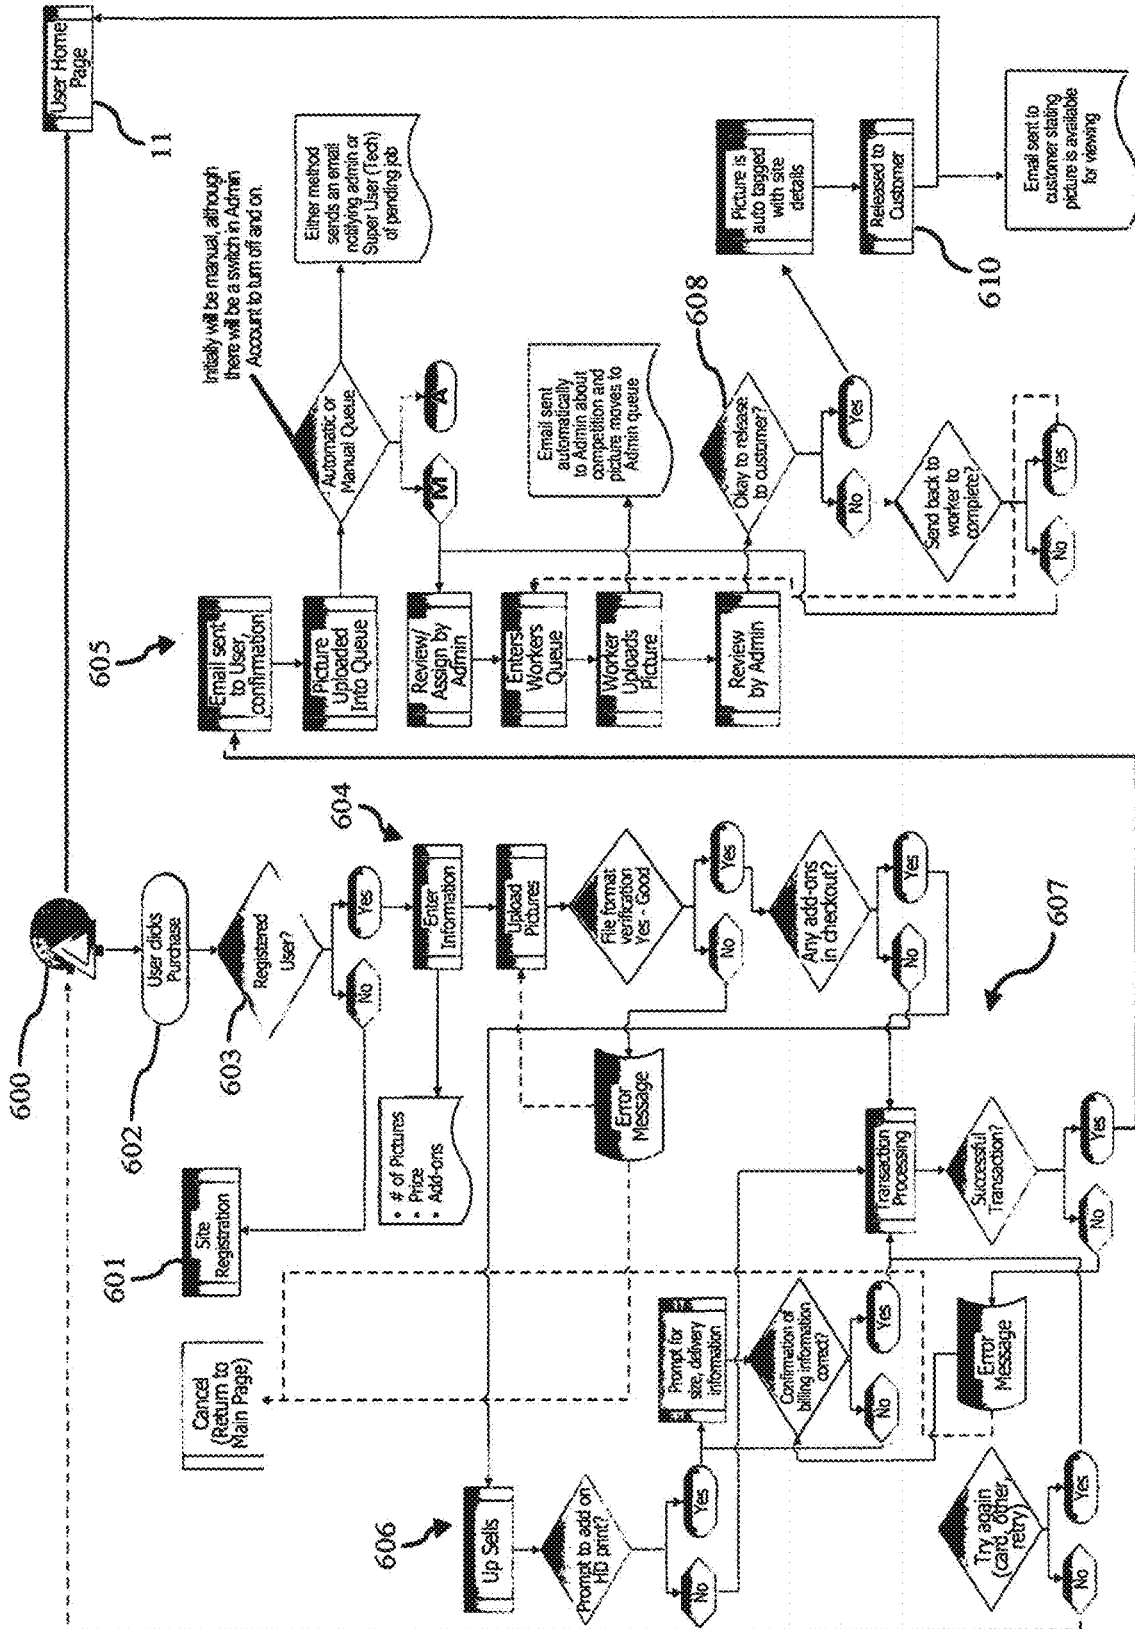 User Home
Page
11
600
User clicks
Purchase
602
Registered
User?
603
No
Yes
Site
Registration
601
Enter
Information
604
• # of Pictures
• Price
• Add-ons
Upload
Pictures
File format
verification
Yes - Good
No
Yes
Error
Message
Cancel
(Return to
Main Page)
Any add-ons
in checkout?
No
Yes
Up Sells
606
Prompt to add on
HD print?
No
Yes
Prompt for
size, delivery
information
Confirmation of
billing information
correct?
No
Yes
Transaction
Processing
607
Successful
Transaction?
No
Yes
Error
Message
Try again
(card, other,
retry)
No
Yes
605
Email sent
to User,
confirmation
Picture
Uploaded
Into Queue
Automatic or
Manual Queue
Initially will be manual, although
there will be a switch in Admin
Account to turn off and on.
Either method
sends an email
notifying admin or
Super User (Tech)
of pending job
M
A
Review/
Assign by
Admin
Enters
Workers
Queue
Worker
Uploads
Picture
Email sent
automatically
to Admin about
competition and
picture moves to
Admin queue
Review
by Admin
Okay to release
to customer?
608
No
Yes
Send back to
worker to
complete?
No
Yes
Picture is
auto tagged
with site
details
Released to
Customer
610
Email sent to
customer stating
picture is available
for viewing